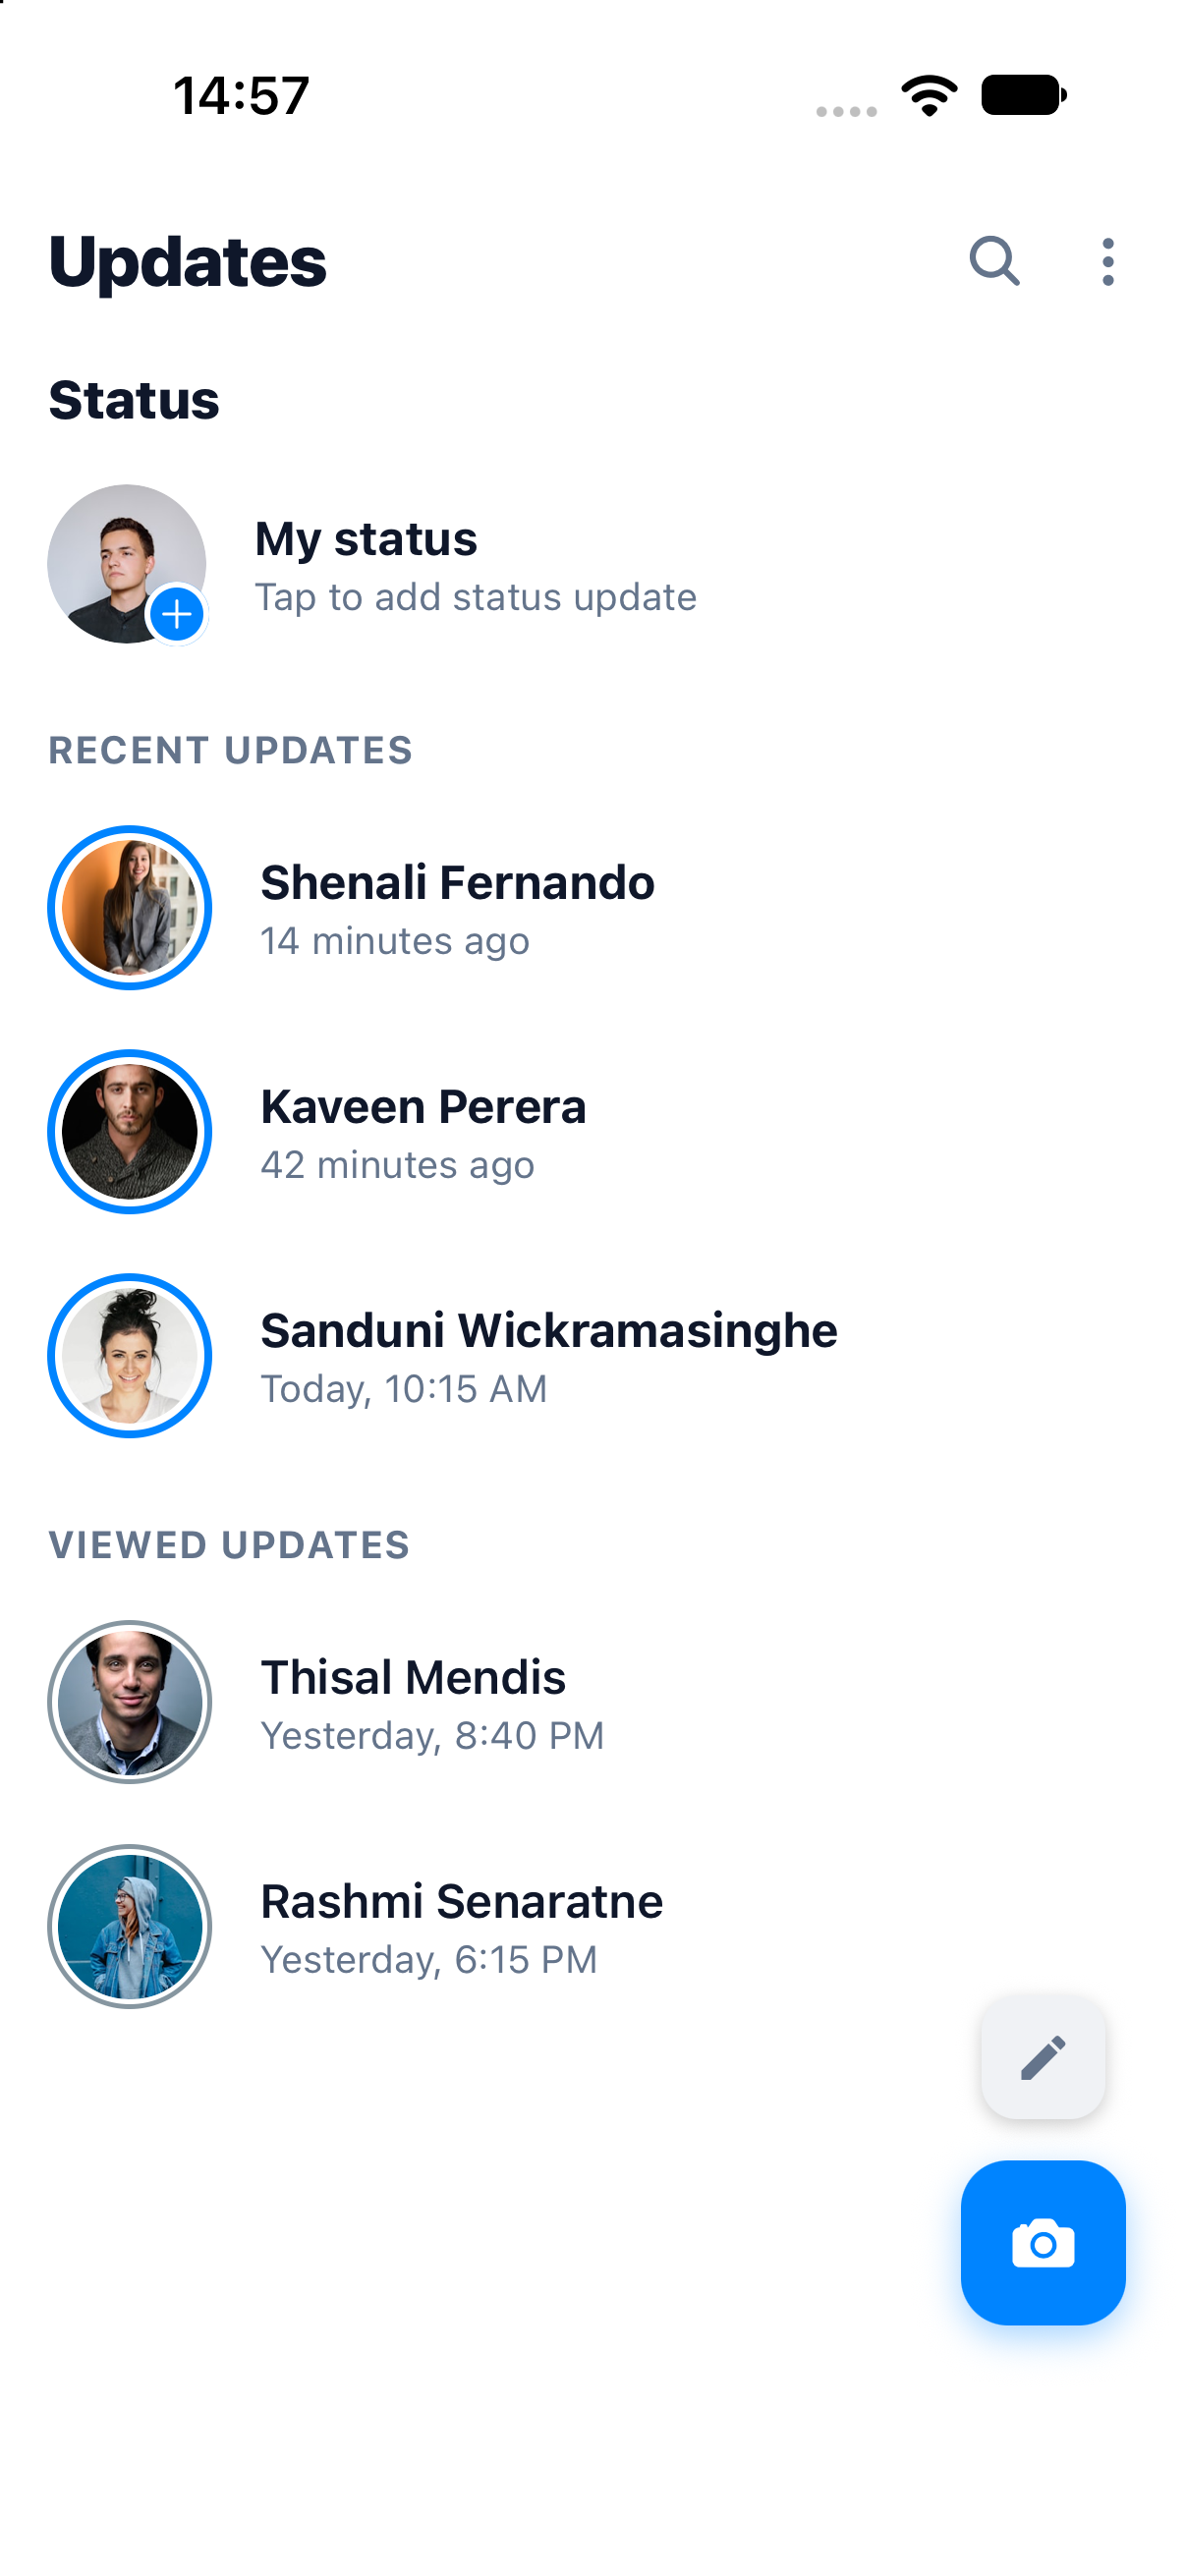 14:57
Updates
Status
My status
Tap to add status update
RECENT UPDATES
Shenali Fernando
14 minutes ago
Kaveen Perera
42 minutes ago
Sanduni Wickramasinghe
Today, 10:15 AM
VIEWED UPDATES
Thisal Mendis
Yesterday, 8:40 PM
Rashmi Senaratne
Yesterday, 6:15 PM